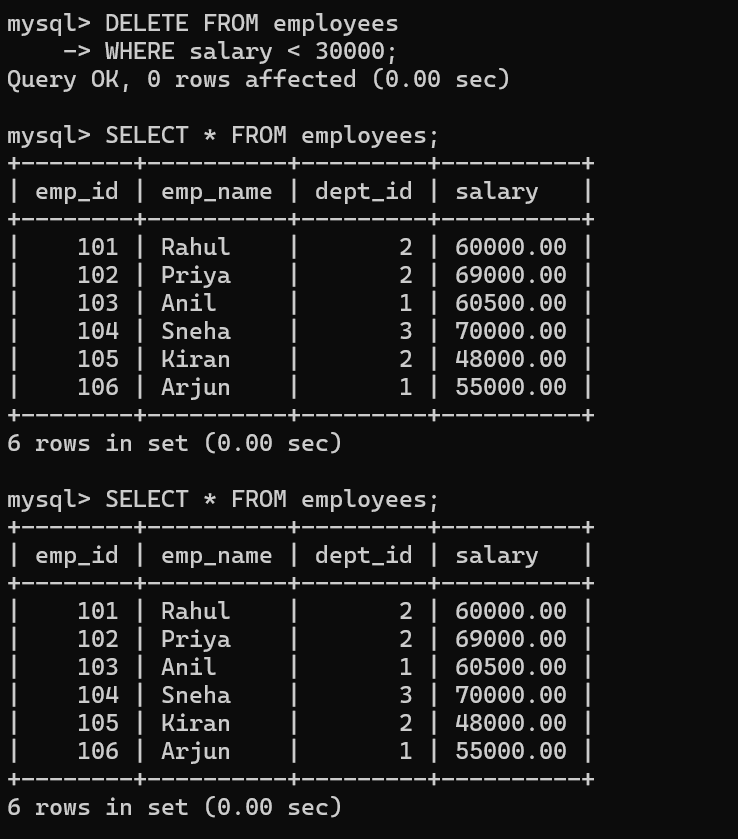 mysql> DELETE FROM employees
    -> WHERE salary < 30000;
Query OK, 0 rows affected (0.00 sec)

mysql> SELECT * FROM employees;
+--------+----------+---------+----------+
| emp_id | emp_name | dept_id | salary   |
+--------+----------+---------+----------+
|    101 | Rahul    |       2 | 60000.00 |
|    102 | Priya    |       2 | 69000.00 |
|    103 | Anil     |       1 | 60500.00 |
|    104 | Sneha    |       3 | 70000.00 |
|    105 | Kiran    |       2 | 48000.00 |
|    106 | Arjun    |       1 | 55000.00 |
+--------+----------+---------+----------+
6 rows in set (0.00 sec)

mysql> SELECT * FROM employees;
+--------+----------+---------+----------+
| emp_id | emp_name | dept_id | salary   |
+--------+----------+---------+----------+
|    101 | Rahul    |       2 | 60000.00 |
|    102 | Priya    |       2 | 69000.00 |
|    103 | Anil     |       1 | 60500.00 |
|    104 | Sneha    |       3 | 70000.00 |
|    105 | Kiran    |       2 | 48000.00 |
|    106 | Arjun    |       1 | 55000.00 |
+--------+----------+---------+----------+
6 rows in set (0.00 sec)